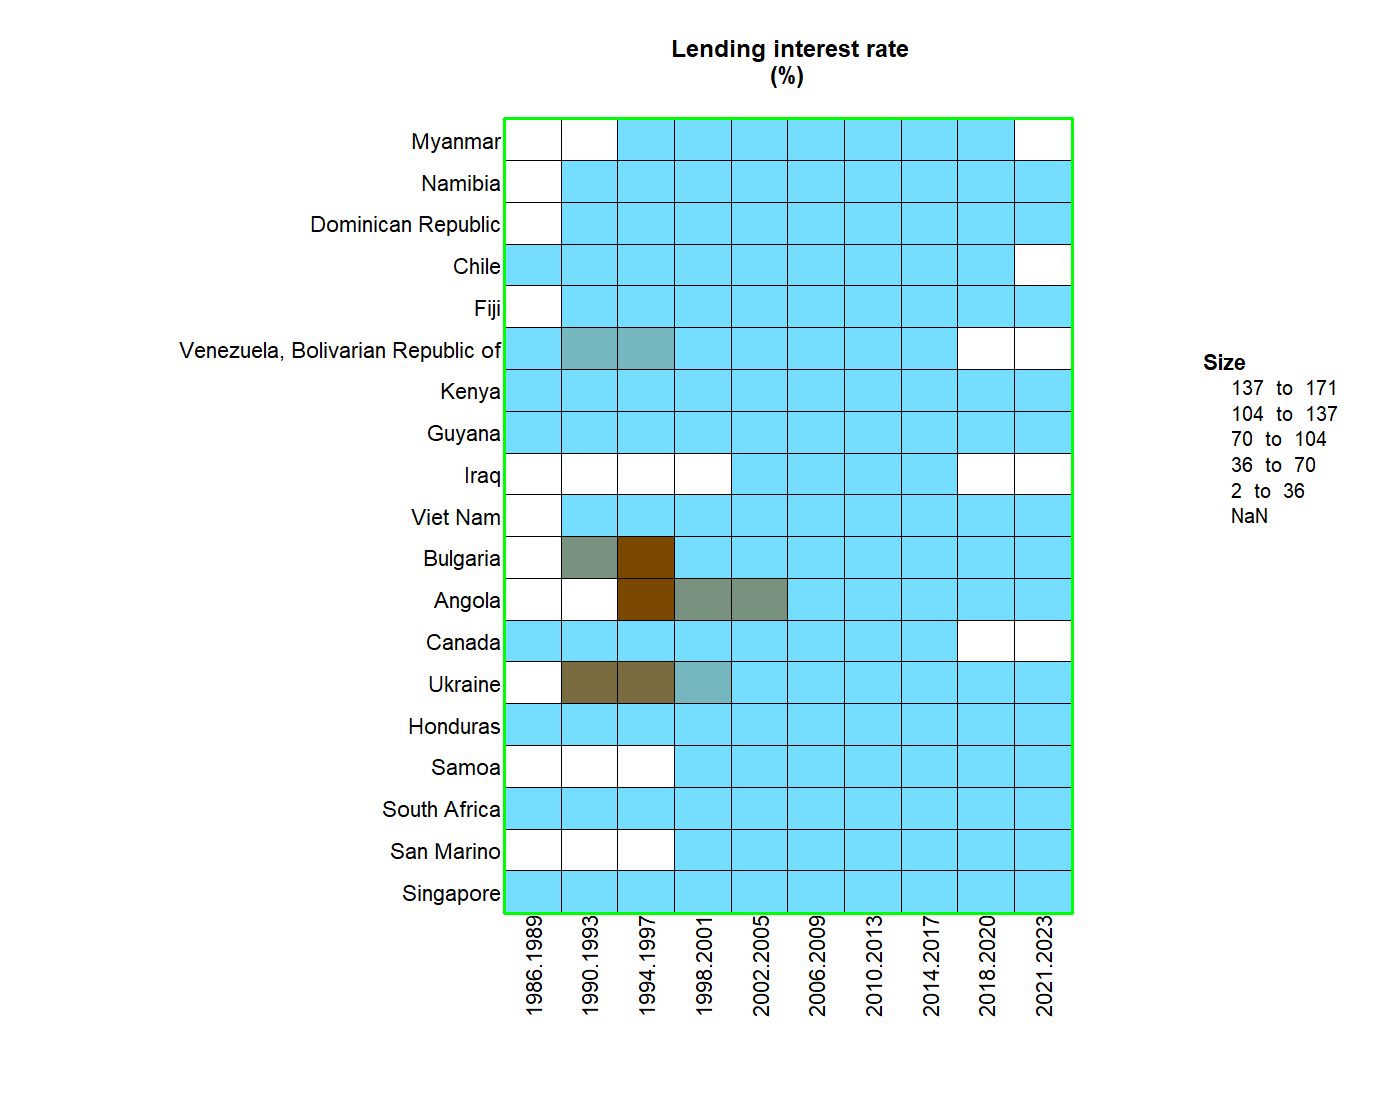 Lending interest rate
(%)
Myanmar
Namibia
Dominican Republic
Chile
Fiji
Venezuela, Bolivarian Republic of
Kenya
Guyana
Iraq
Viet Nam
Bulgaria
Angola
Canada
Ukraine
Honduras
Samoa
South Africa
San Marino
Singapore
1986.1989
1990.1993
1994.1997
1998.2001
2002.2005
2006.2009
2010.2013
2014.2017
2018.2020
2021.2023
Size
137 to 171
104 to 137
70 to 104
36 to 70
2 to 36
NaN